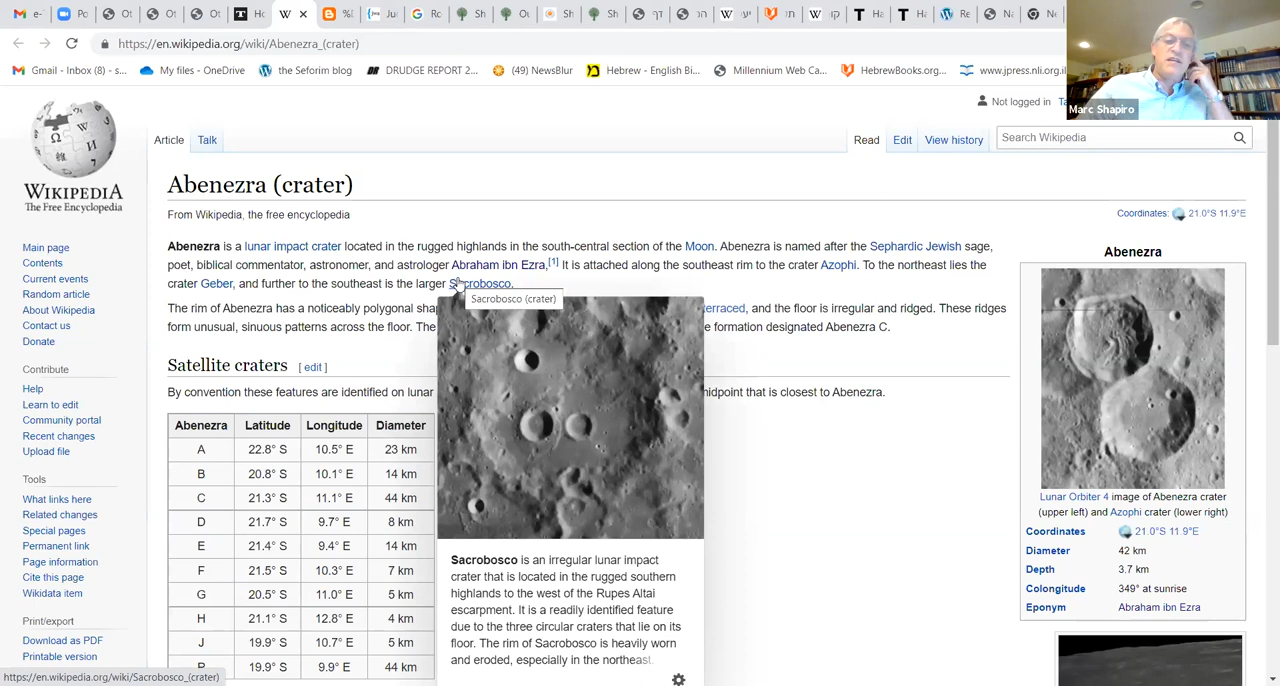 https://en.wikipedia.org/wiki/Abenezra_(crater)
Gmail - Inbox (8) - s...
My files - OneDrive
the Seforim blog
DRUDGE REPORT 2...
(49) NewsBlur
Hebrew - English Bi...
Millennium Web Ca...
HebrewBooks.org...
www.jpress.nli.org.il
Marc Shapiro
Not logged in
Article
Talk
Read
Edit
View history
Search Wikipedia
WIKIPEDIA
The Free Encyclopedia
Main page
Contents
Current events
Random article
About Wikipedia
Contact us
Donate
Contribute
Help
Learn to edit
Community portal
Recent changes
Upload file
Tools
What links here
Related changes
Special pages
Permanent link
Page information
Cite this page
Wikidata item
Print/export
Download as PDF
Printable version
Abenezra (crater)
From Wikipedia, the free encyclopedia
Coordinates: 21.0°S 11.9°E
Abenezra is a lunar impact crater located in the rugged highlands in the south-central section of the Moon. Abenezra is named after the Sephardic Jewish sage,
poet, biblical commentator, astronomer, and astrologer Abraham ibn Ezra,[1] It is attached along the southeast rim to the crater Azophi. To the northeast lies the
crater Geber, and further to the southeast is the larger Sacrobosco.
Sacrobosco (crater)
The rim of Abenezra has a noticeably polygonal terraced, and the floor is irregular and ridged. These ridges
form unusual, sinuous patterns across the floor. The formation designated Abenezra C.
Satellite craters [ edit ]
By convention these features are identified on lunar midpoint that is closest to Abenezra.
Abenezra Latitude Longitude Diameter
A 22.8° S 10.5° E 23 km
B 20.8° S 10.1° E 14 km
C 21.3° S 11.1° E 44 km
D 21.7° S 9.7° E 8 km
E 21.4° S 9.4° E 14 km
F 21.5° S 10.3° E 7 km
G 20.5° S 11.0° E 5 km
H 21.1° S 12.8° E 4 km
J 19.9° S 10.7° E 5 km
P 19.9° S 9.9° E 44 km
Sacrobosco is an irregular lunar impact
crater that is located in the rugged southern
highlands to the west of the Rupes Altai
escarpment. It is a readily identified feature
due to the three circular craters that lie on its
floor. The rim of Sacrobosco is heavily worn
and eroded, especially in the northeast.
Abenezra
Lunar Orbiter 4 image of Abenezra crater
(upper left) and Azophi crater (lower right)
Coordinates 21.0°S 11.9°E
Diameter 42 km
Depth 3.7 km
Colongitude 349° at sunrise
Eponym Abraham ibn Ezra
https://en.wikipedia.org/wiki/Sacrobosco_(crater)